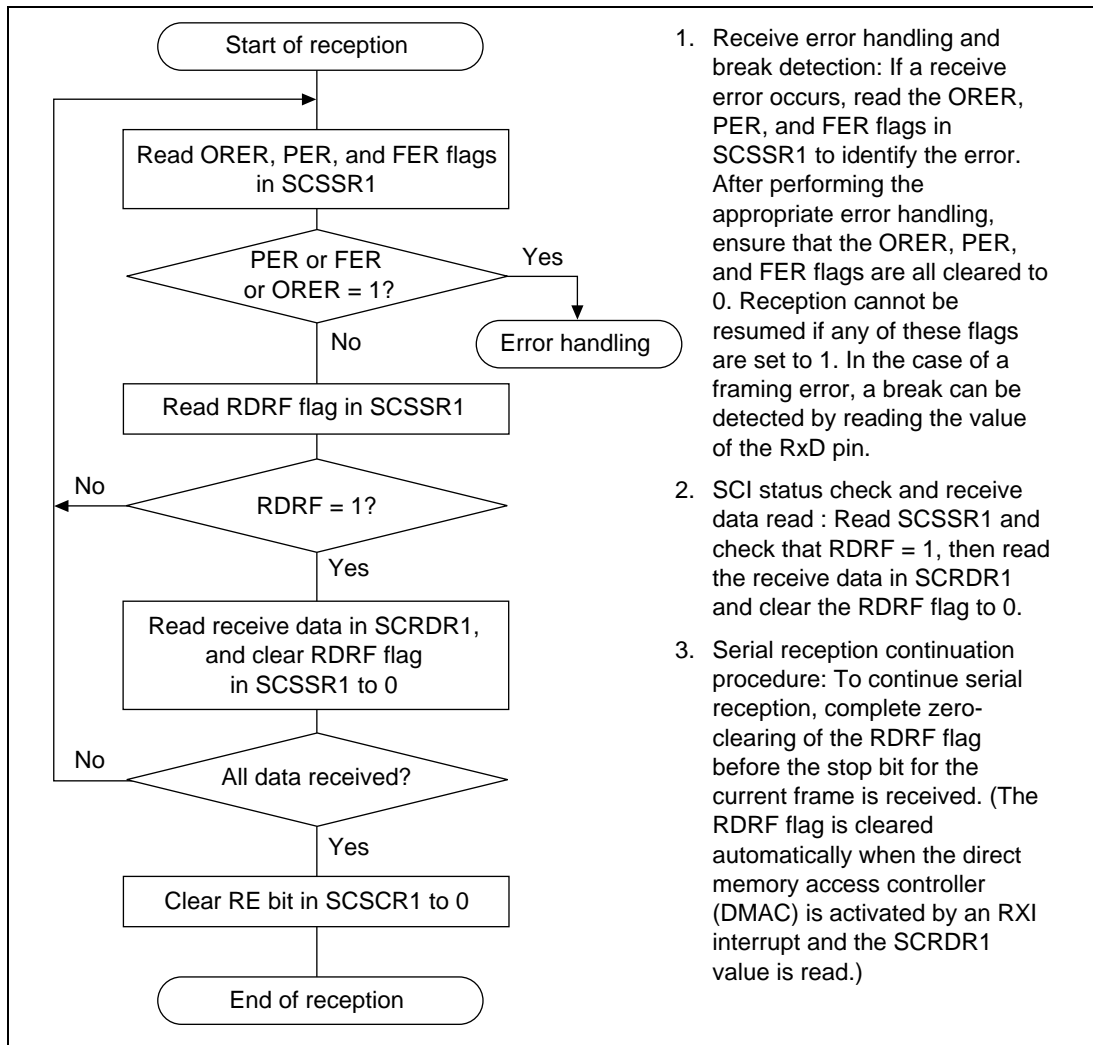 Start of reception
Read ORER, PER, and FER flags
in SCSSR1
PER or FER
or ORER = 1?
Yes
Error handling
No
Read RDRF flag in SCSSR1
No
RDRF = 1?
Yes
Read receive data in SCRDR1,
and clear RDRF flag
in SCSSR1 to 0
No
All data received?
Yes
Clear RE bit in SCSCR1 to 0
End of reception
1. Receive error handling and
break detection: If a receive
error occurs, read the ORER,
PER, and FER flags in
SCSSR1 to identify the error.
After performing the
appropriate error handling,
ensure that the ORER, PER,
and FER flags are all cleared to
0. Reception cannot be
resumed if any of these flags
are set to 1. In the case of a
framing error, a break can be
detected by reading the value
of the RxD pin.
2. SCI status check and receive
data read : Read SCSSR1 and
check that RDRF = 1, then read
the receive data in SCRDR1
and clear the RDRF flag to 0.
3. Serial reception continuation
procedure: To continue serial
reception, complete zero-
clearing of the RDRF flag
before the stop bit for the
current frame is received. (The
RDRF flag is cleared
automatically when the direct
memory access controller
(DMAC) is activated by an RXI
interrupt and the SCRDR1
value is read.)